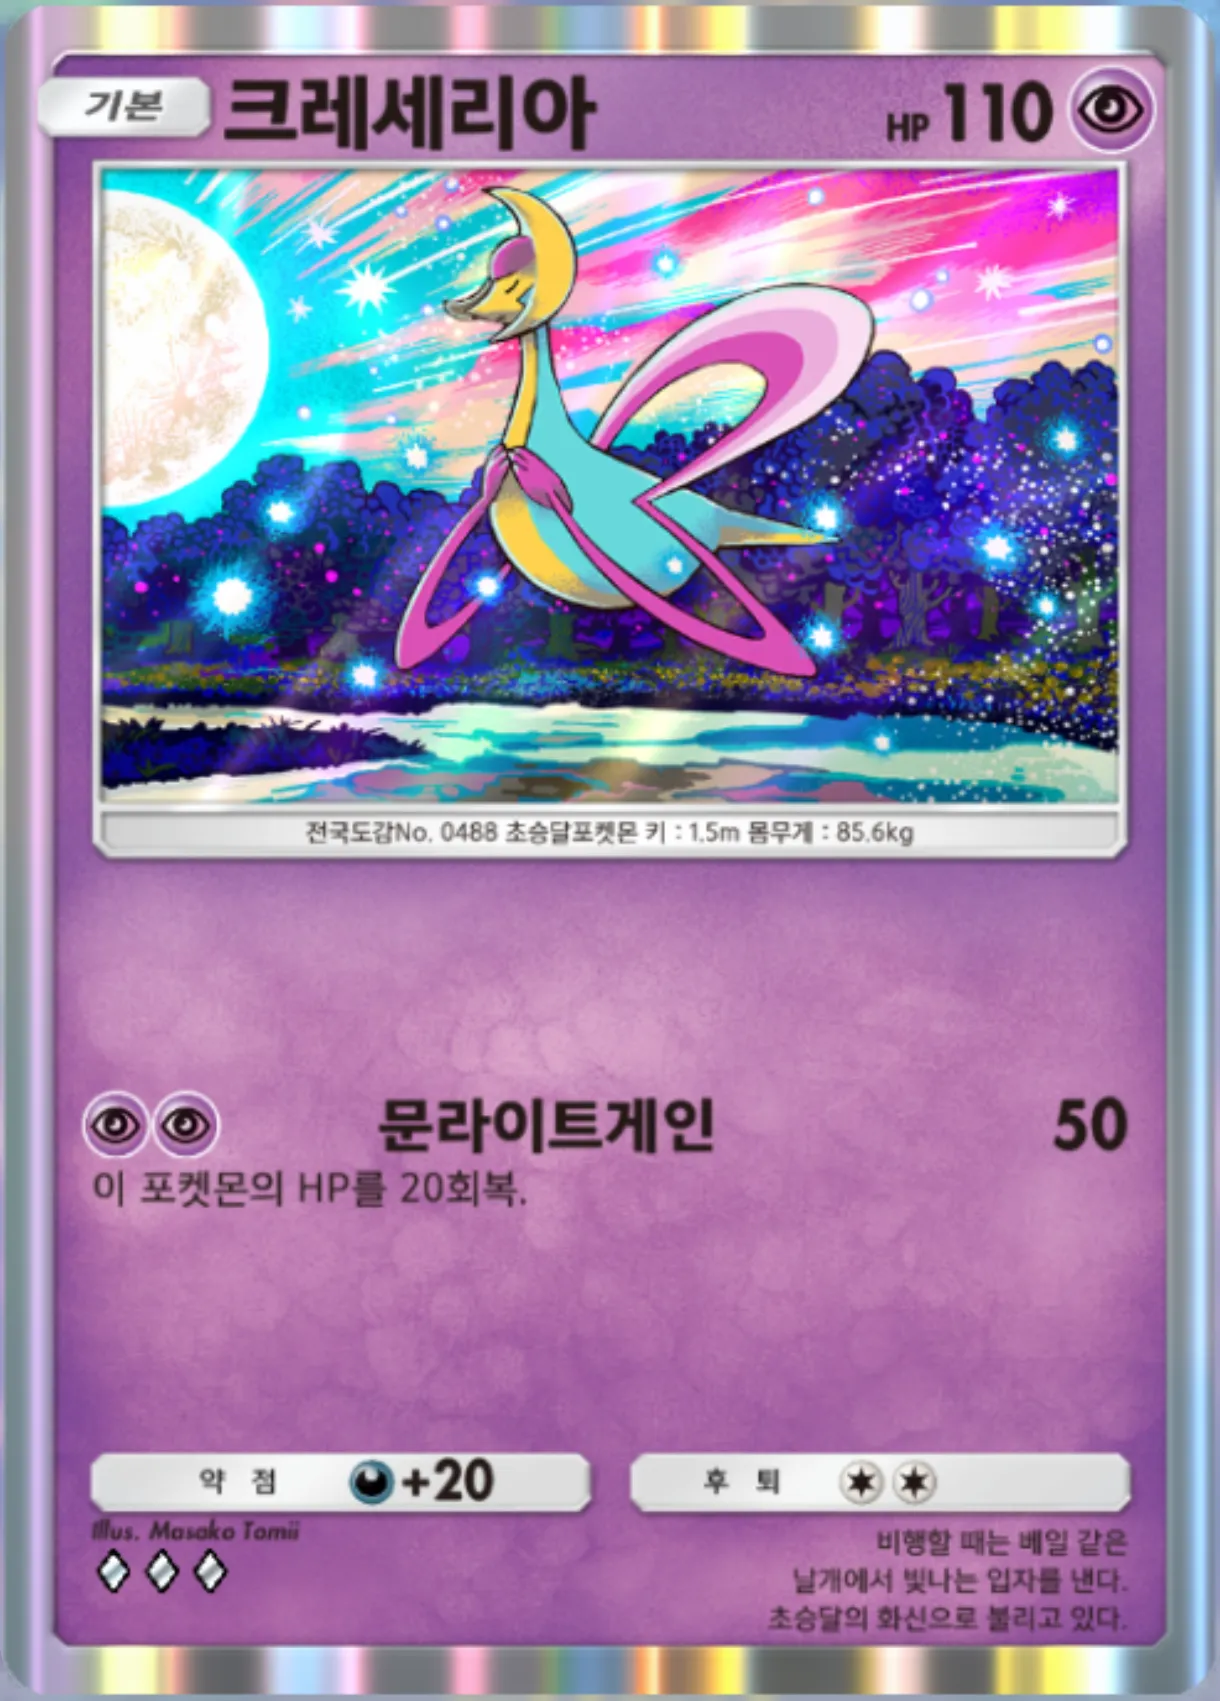 기본
크레세리아
HP 110
전국도감No. 0488 초승달포켓몬 키 : 1.5m 몸무게 : 85.6kg
문라이트게인 50
이 포켓몬의 HP를 20회복.
약 점 +20
후 퇴
Illus. Masako Tomii
비행할 때는 베일 같은
날개에서 빛나는 입자를 낸다.
초승달의 화신으로 불리고 있다.